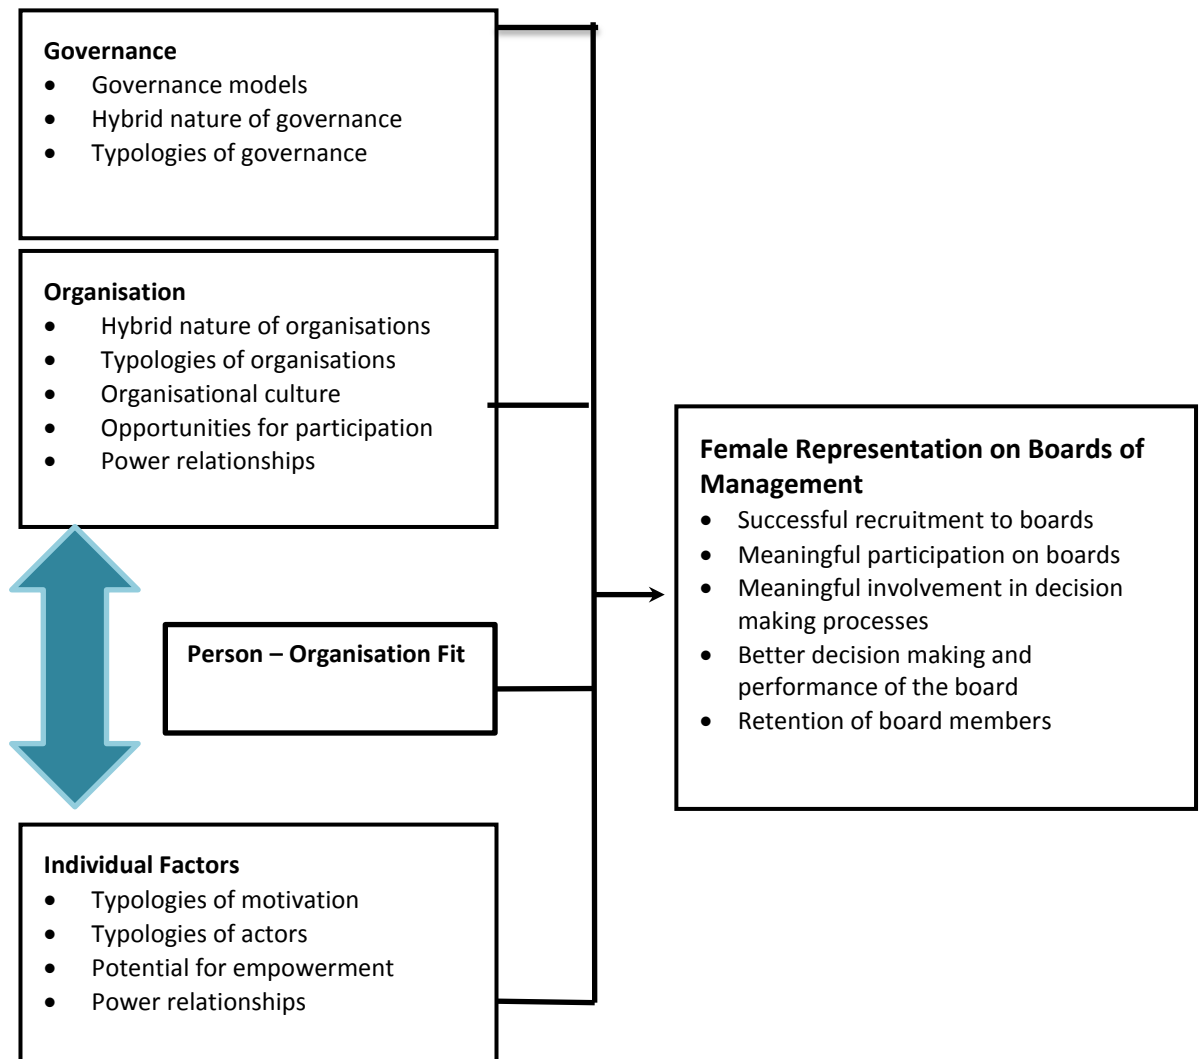 Governance
• Governance models
• Hybrid nature of governance
• Typologies of governance
Organisation
• Hybrid nature of organisations
• Typologies of organisations
• Organisational culture
• Opportunities for participation
• Power relationships
Person – Organisation Fit
Individual Factors
• Typologies of motivation
• Typologies of actors
• Potential for empowerment
• Power relationships
Female Representation on Boards of
Management
• Successful recruitment to boards
• Meaningful participation on boards
• Meaningful involvement in decision
making processes
• Better decision making and
performance of the board
• Retention of board members